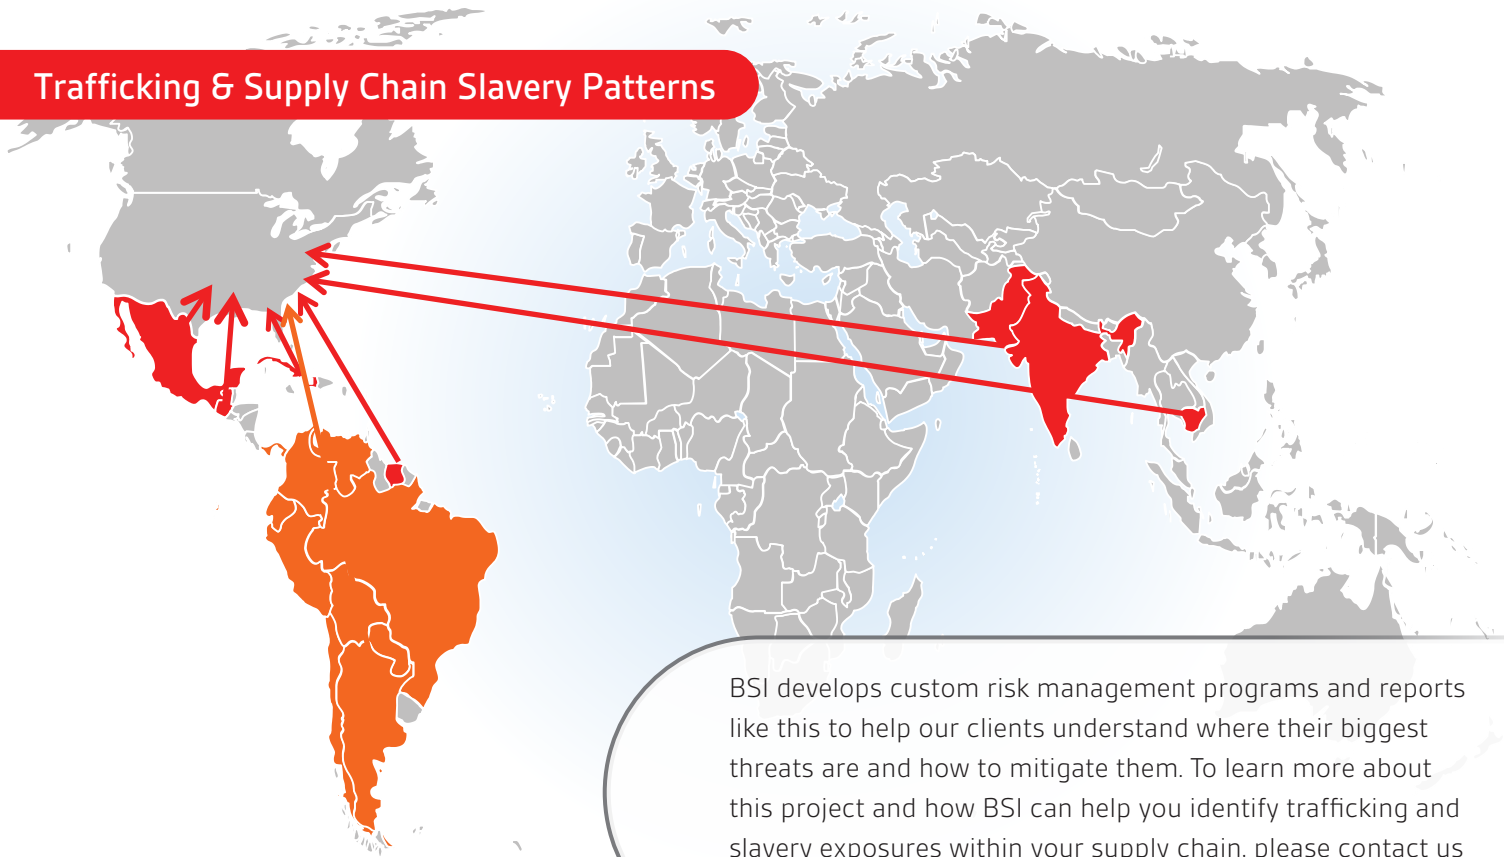 Trafficking & Supply Chain Slavery Patterns
BSI develops custom risk management programs and reports
like this to help our clients understand where their biggest
threats are and how to mitigate them. To learn more about
this project and how BSI can help you identify trafficking and
slavery exposures within your supply chain, please contact us